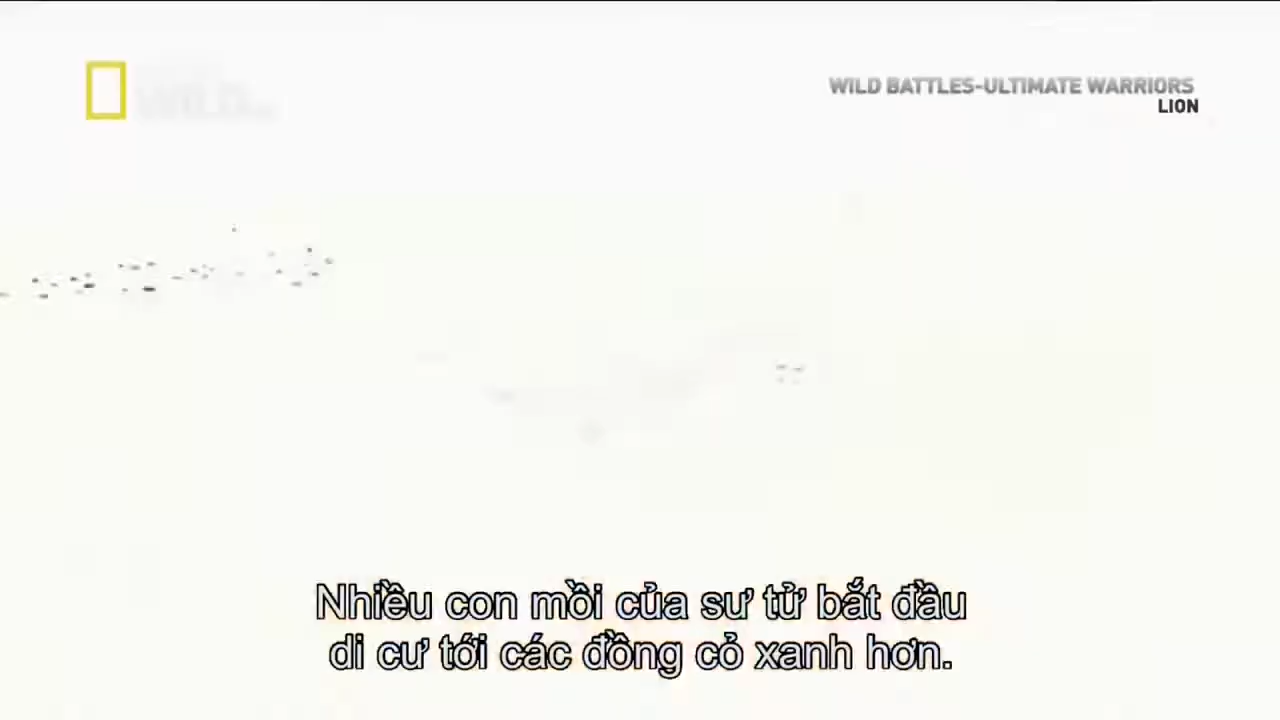 WILD
WILD BATTLES-ULTIMATE WARRIORS
LION
Nhiều con mồi của sư tử bắt đầu
di cư tới các đồng cỏ xanh hơn.